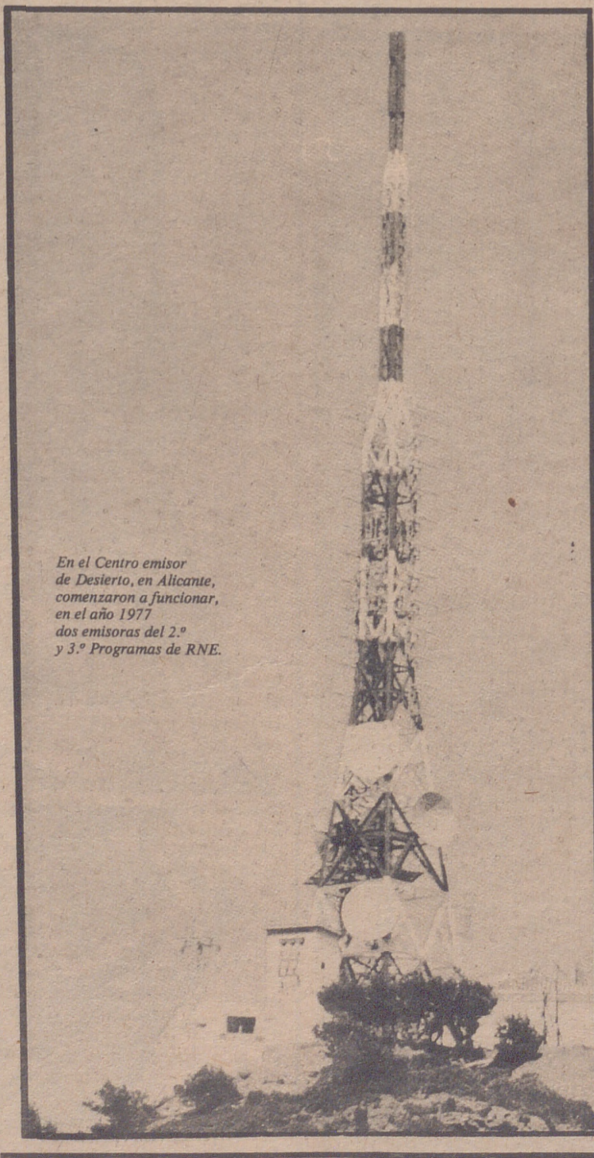 En el Centro emisor
de Desierto, en Alicante,
comenzaron a funcionar,
en el año 1977
dos emisoras del 2.º
y 3.º Programas de RNE.